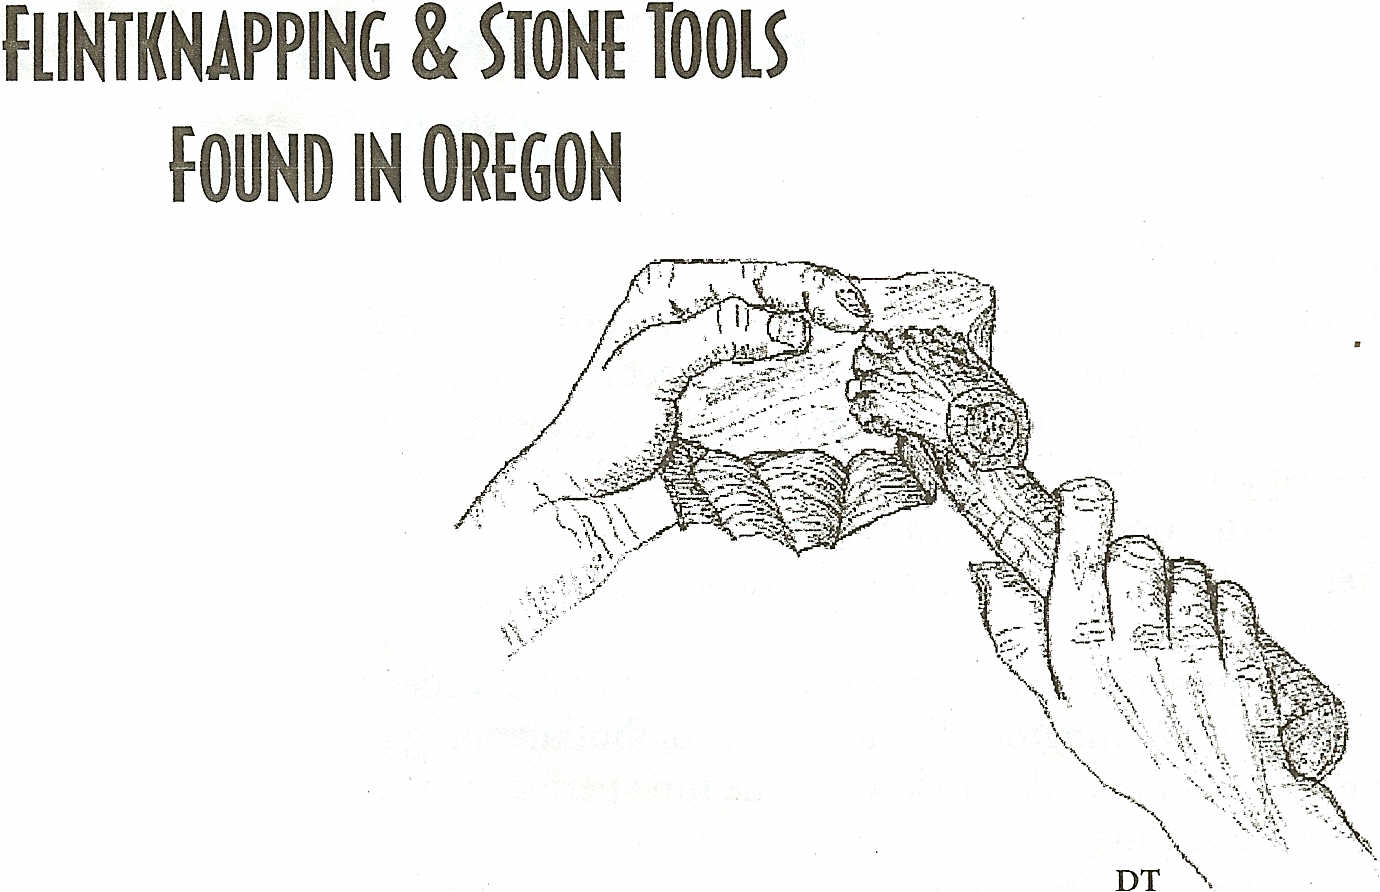 FLINTKNAPPING & STONE TOOLS
FOUND IN OREGON
DT